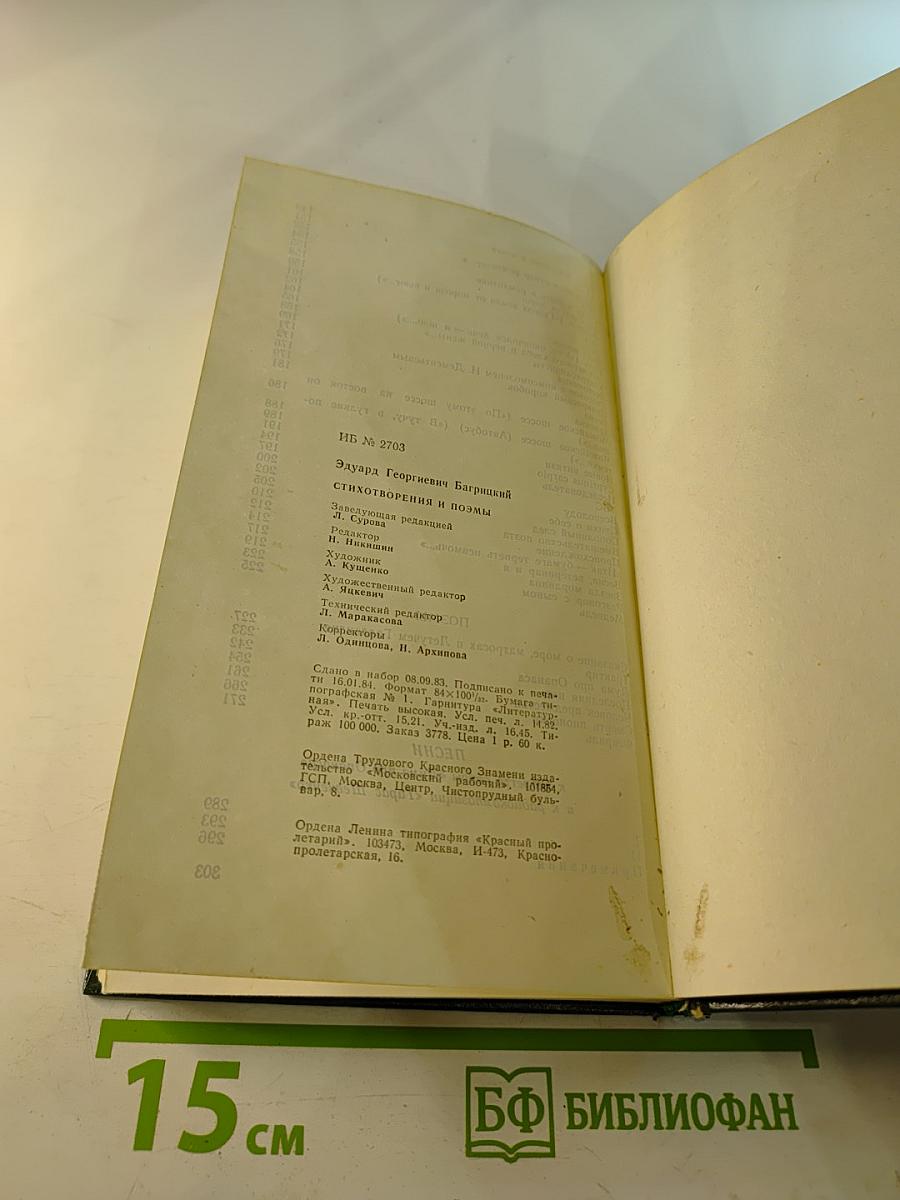 ИБ № 2703
Эдуард Георгиевич Багрицкий
СТИХОТВОРЕНИЯ И ПОЭМЫ
Заведующая редакцией
Л. Сурова
Редактор
Н. Никишин
Художник
А. Кущенко
Художественный редактор
А. Яцкевич
Технический редактор
Л. Маракасова
Корректоры
Л. Одинцова, Н. Архипова
Сдано в набор 08.09.83. Подписано к печа-
ти 16.01.84. Формат 84×100¹/₃₂. Бумага ти-
пографская № 1. Гарнитура «Литератур-
ная». Печать высокая. Усл. печ. л. 14,82.
Усл. кр.-отт. 15,21. Уч.-изд. л. 16,45. Ти-
раж 100 000. Заказ 3778. Цена 1 р. 60 к.
Ордена Трудового Красного Знамени изда-
тельство «Московский рабочий». 101854,
ГСП, Москва, Центр, Чистопрудный буль-
вар, 8.
Ордена Ленина типография «Красный про-
летарий». 103473, Москва, И-473, Красно-
пролетарская, 16.
15 см
БФ БИБЛИОФАН